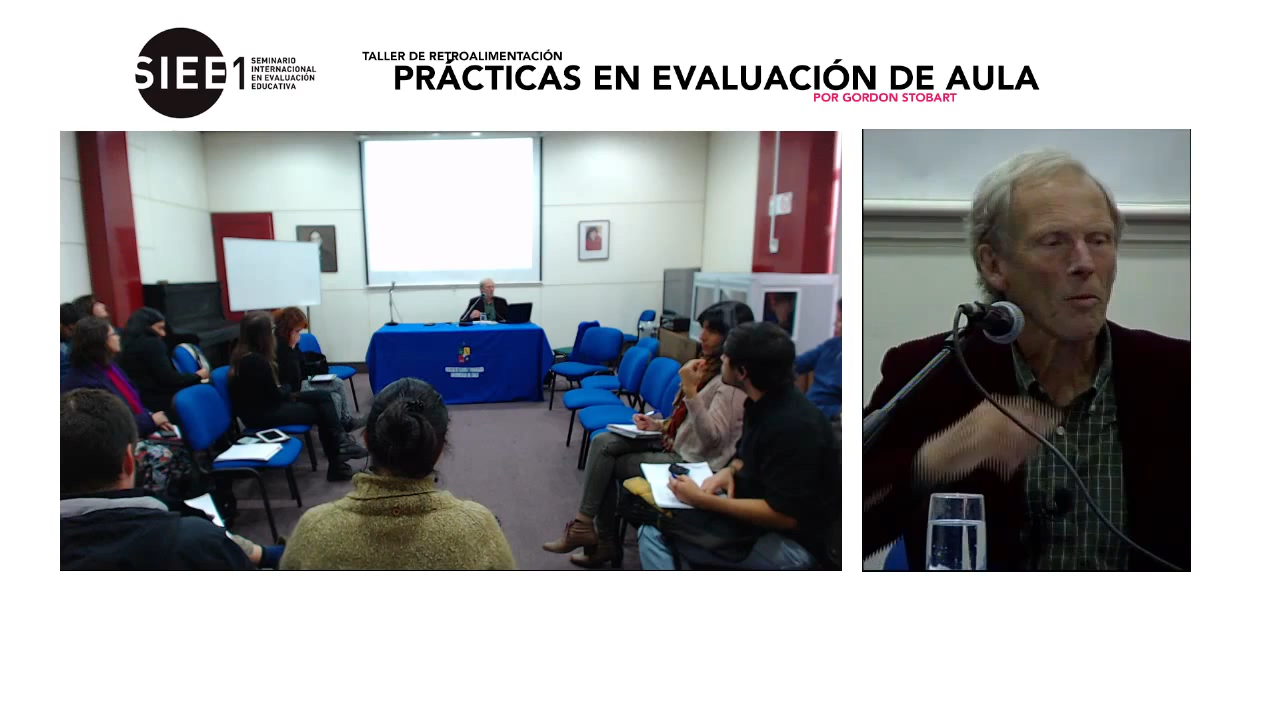 SIEE1
SEMINARIO
INTERNACIONAL
EN EVALUACIÓN
EDUCATIVA
TALLER DE RETROALIMENTACIÓN
PRÁCTICAS EN EVALUACIÓN DE AULA
POR GORDON STOBART